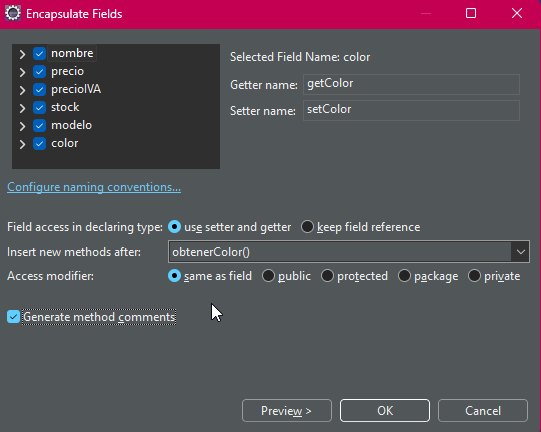 Encapsulate Fields
nombre
precio
precioIVA
stock
modelo
color
Selected Field Name: color
Getter name: getColor
Setter name: setColor
Configure naming conventions...
Field access in declaring type: use setter and getter keep field reference
Insert new methods after: obtenerColor()
Access modifier: same as field public protected package private
Generate method comments
Preview > OK Cancel